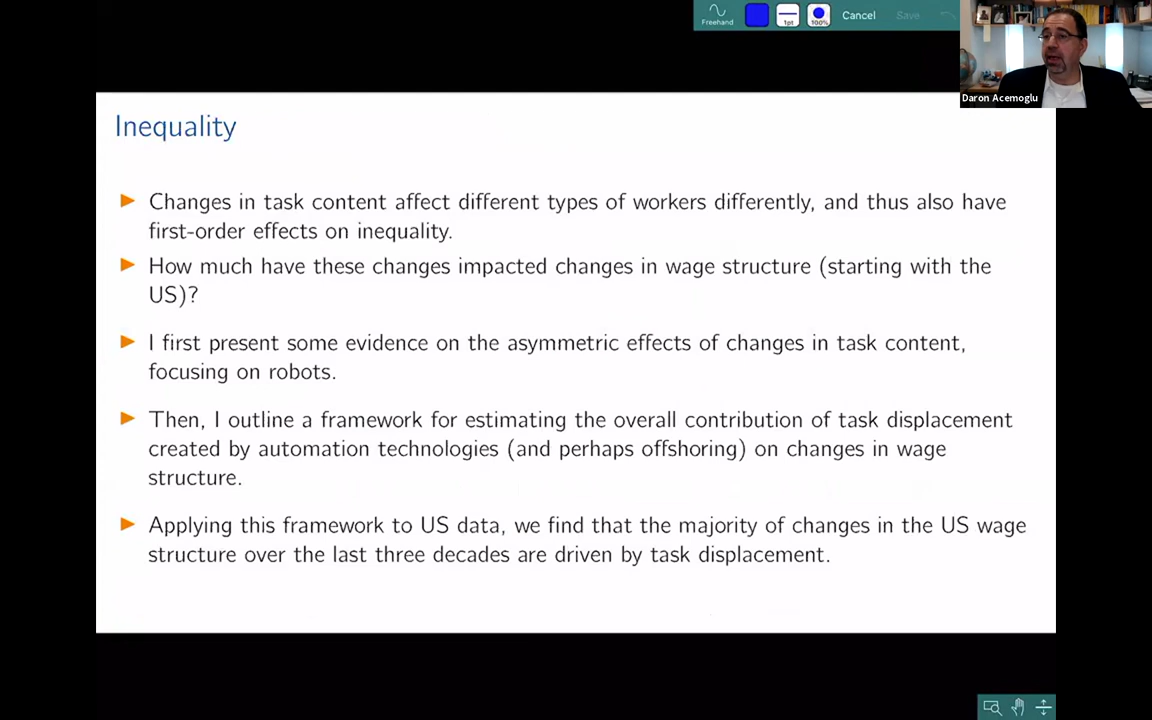 Freehand
1pt
100%
Cancel
Save
Daron Acemoglu
Inequality
Changes in task content affect different types of workers differently, and thus also have
first-order effects on inequality.
How much have these changes impacted changes in wage structure (starting with the
US)?
I first present some evidence on the asymmetric effects of changes in task content,
focusing on robots.
Then, I outline a framework for estimating the overall contribution of task displacement
created by automation technologies (and perhaps offshoring) on changes in wage
structure.
Applying this framework to US data, we find that the majority of changes in the US wage
structure over the last three decades are driven by task displacement.